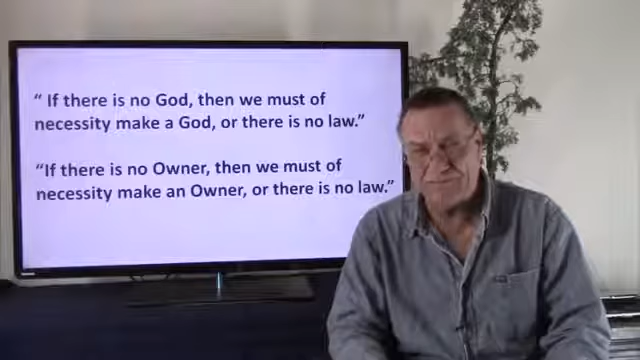 “ If there is no God, then we must of
necessity make a God, or there is no law.”
“If there is no Owner, then we must of
necessity make an Owner, or there is no law.”